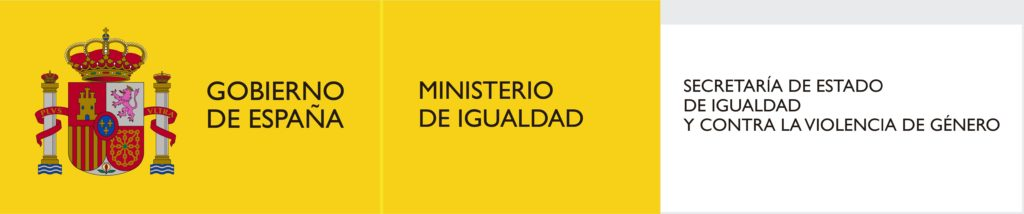 PLVS VLTRA
GOBIERNO
DE ESPAÑA
MINISTERIO
DE IGUALDAD
SECRETARÍA DE ESTADO
DE IGUALDAD
Y CONTRA LA VIOLENCIA DE GÉNERO